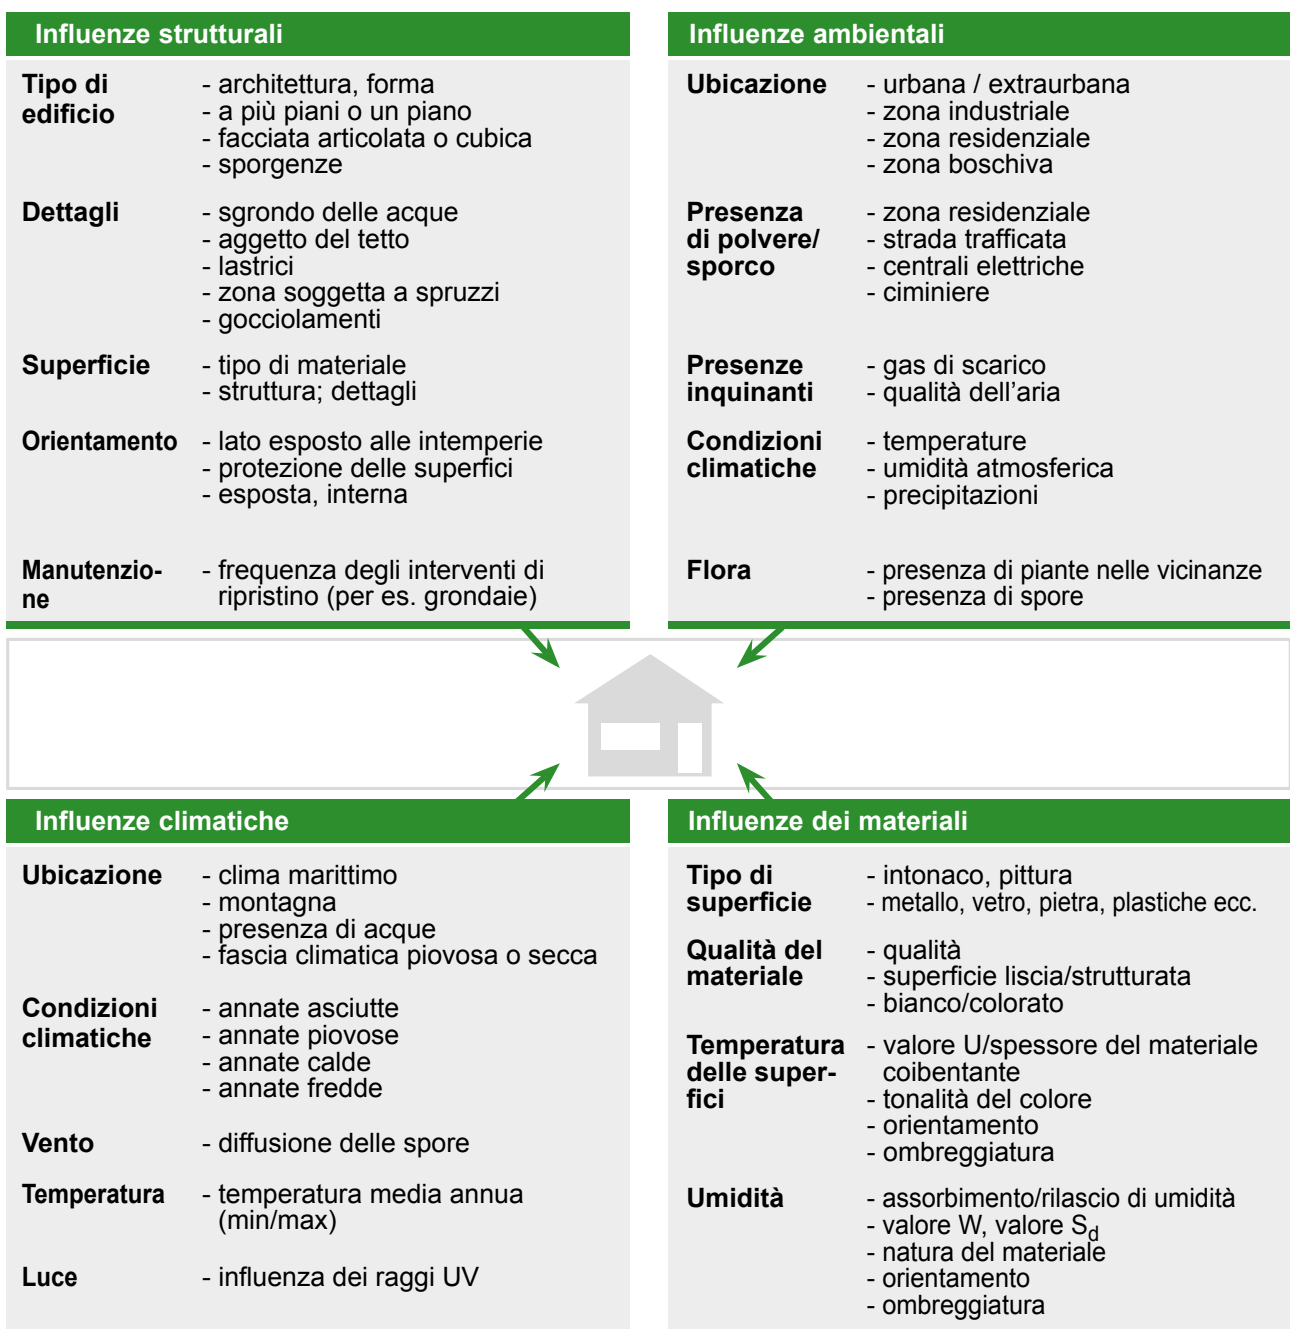 Influenze strutturali
Tipo di - architettura, forma
edificio - a più piani o un piano
- facciata articolata o cubica
- sporgenze
Dettagli - sgrondo delle acque
- aggetto del tetto
- lastrici
- zona soggetta a spruzzi
- gocciolamenti
Superficie - tipo di materiale
- struttura; dettagli
Orientamento - lato esposto alle intemperie
- protezione delle superfici
- esposta, interna
Manutenzio- - frequenza degli interventi di
ne ripristino (per es. grondaie)
Influenze ambientali
Ubicazione - urbana / extraurbana
- zona industriale
- zona residenziale
- zona boschiva
Presenza - zona residenziale
di polvere/ - strada trafficata
sporco - centrali elettriche
- ciminiere
Presenze - gas di scarico
inquinanti - qualità dell’aria
Condizioni - temperature
climatiche - umidità atmosferica
- precipitazioni
Flora - presenza di piante nelle vicinanze
- presenza di spore
Influenze climatiche
Ubicazione - clima marittimo
- montagna
- presenza di acque
- fascia climatica piovosa o secca
Condizioni - annate asciutte
climatiche - annate piovose
- annate calde
- annate fredde
Vento - diffusione delle spore
Temperatura - temperatura media annua
(min/max)
Luce - influenza dei raggi UV
Influenze dei materiali
Tipo di - intonaco, pittura
superficie - metallo, vetro, pietra, plastiche ecc.
Qualità del - qualità
materiale - superficie liscia/strutturata
- bianco/colorato
Temperatura - valore U/spessore del materiale
delle super- coibentante
fici - tonalità del colore
- orientamento
- ombreggiatura
Umidità - assorbimento/rilascio di umidità
- valore W, valore Sd
- natura del materiale
- orientamento
- ombreggiatura